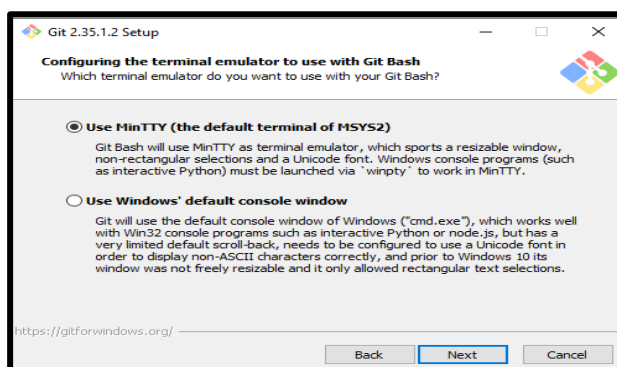 Git 2.35.1.2 Setup
Configuring the terminal emulator to use with Git Bash
Which terminal emulator do you want to use with your Git Bash?
Use MinTTY (the default terminal of MSYS2)
Git Bash will use MinTTY as terminal emulator, which sports a resizable window,
non-rectangular selections and a Unicode font. Windows console programs (such
as interactive Python) must be launched via `winpty` to work in MinTTY.
Use Windows' default console window
Git will use the default console window of Windows ("cmd.exe"), which works well
with Win32 console programs such as interactive Python or node.js, but has a
very limited default scroll-back, needs to be configured to use a Unicode font in
order to display non-ASCII characters correctly, and prior to Windows 10 its
window was not freely resizable and it only allowed rectangular text selections.
https://gitforwindows.org/
Back Next Cancel